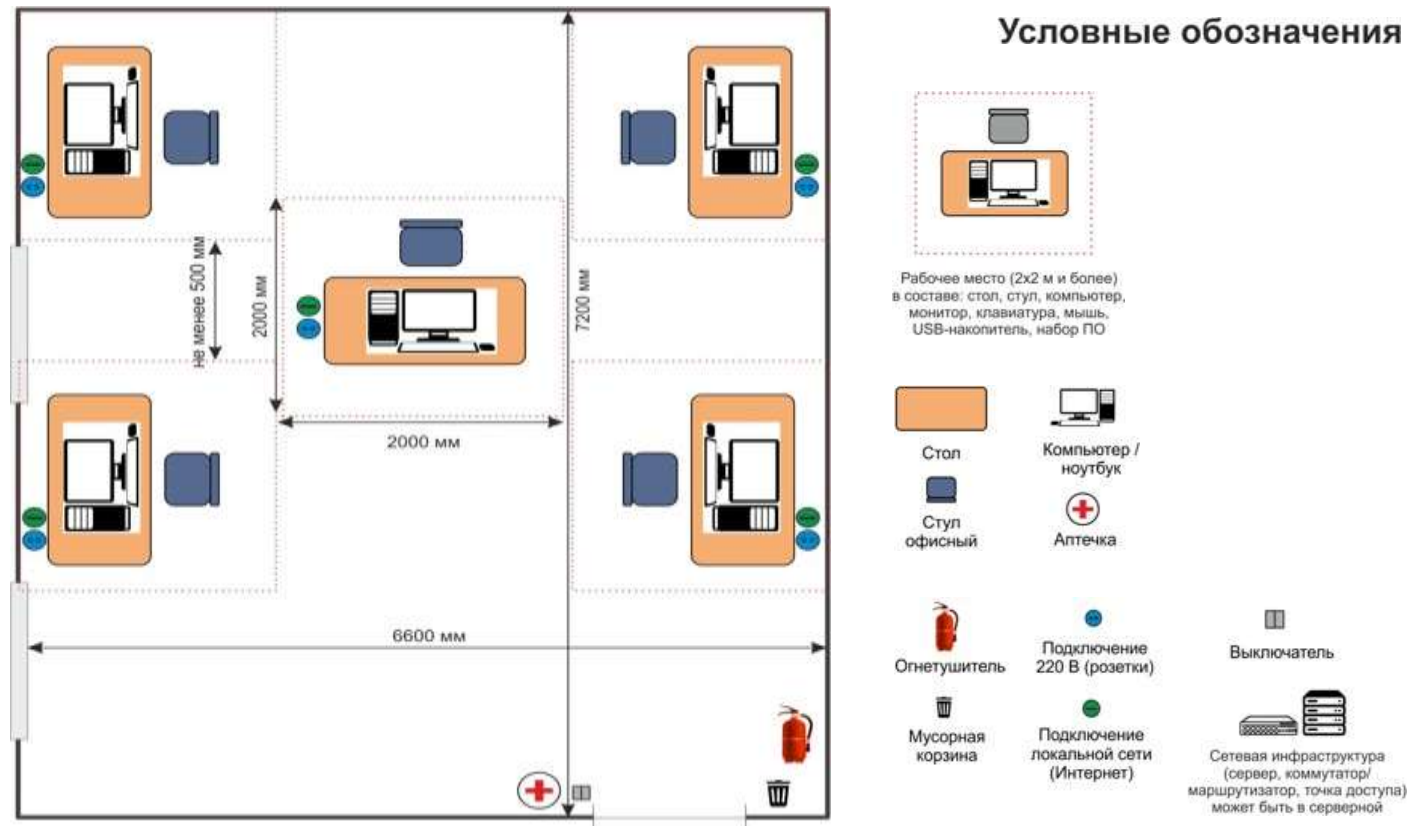 Условные обозначения
не менее 500 мм
2000 мм
7200 мм
2000 мм
6600 мм
Рабочее место (2х2 м и более)
в составе: стол, стул, компьютер,
монитор, клавиатура, мышь,
USB-накопитель, набор ПО
Стол
Компьютер /
ноутбук
Стул
офисный
Аптечка
Огнетушитель
Подключение
220 В (розетки)
Выключатель
Мусорная
корзина
Подключение
локальной сети
(Интернет)
Сетевая инфраструктура
(сервер, коммутатор/
маршрутизатор, точка доступа)
может быть в серверной